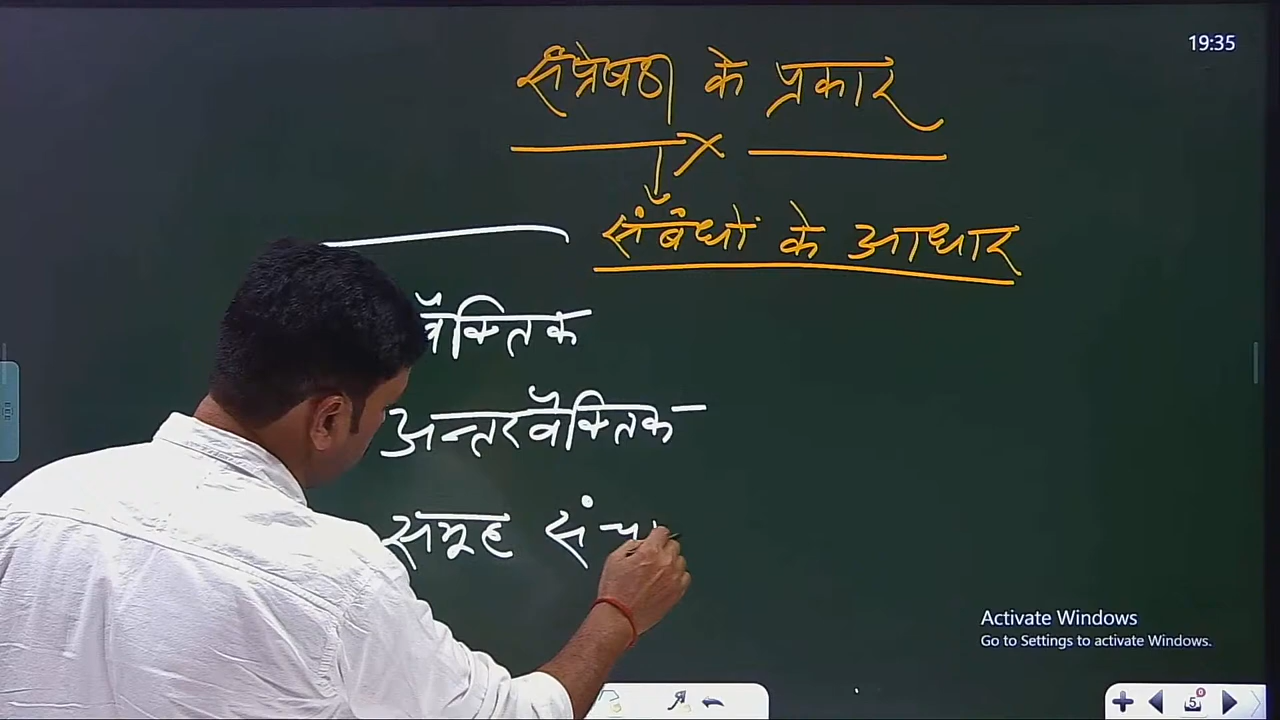 19:35
संप्रेषण के प्रकार
संबंधों के आधार
वैक्तिक
अन्तरवैक्तिक
समूह
Activate Windows
Go to Settings to activate Windows.